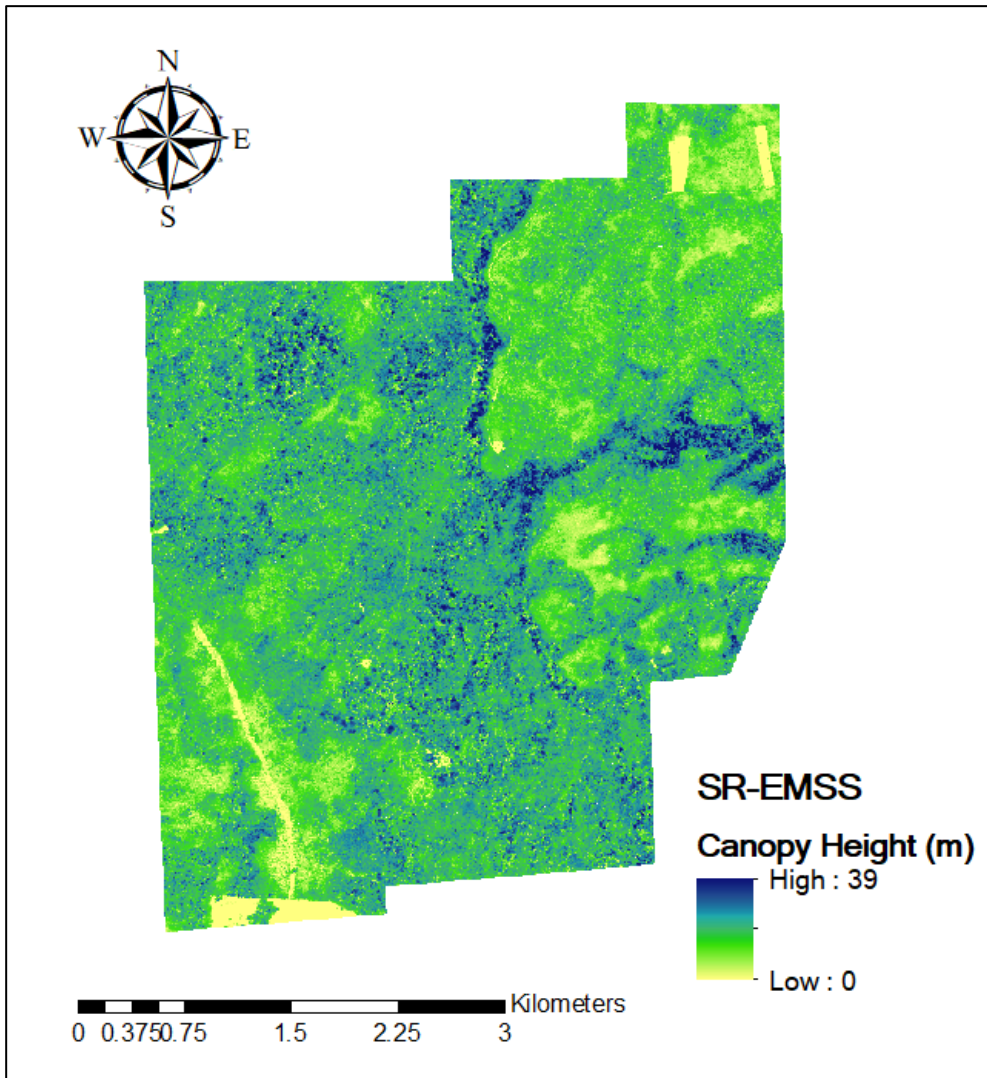 N
W E
S
SR-EMSS
Canopy Height (m)
High : 39
Low : 0
Kilometers
0 0.375 0.75 1.5 2.25 3